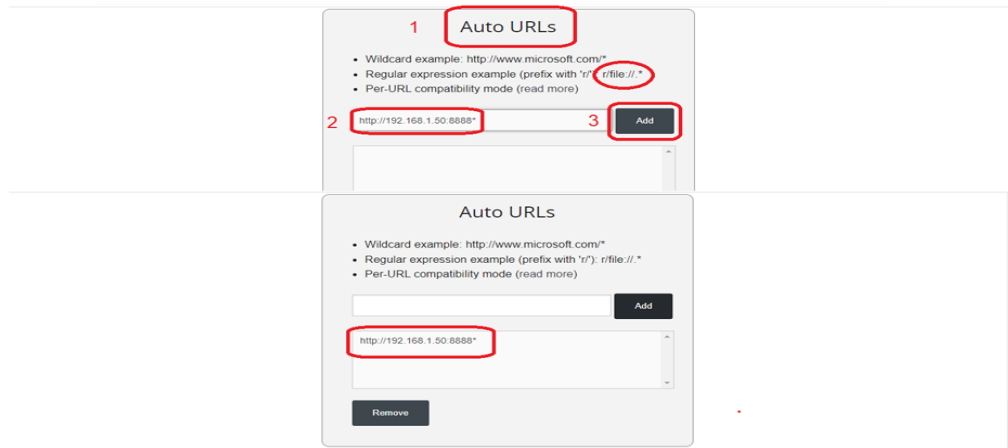 1 Auto URLs
• Wildcard example: http://www.microsoft.com/*
• Regular expression example (prefix with 'r/'): r/file://.*
• Per-URL compatibility mode (read more)
2 http://192.168.1.50:8888* 3 Add
Auto URLs
• Wildcard example: http://www.microsoft.com/*
• Regular expression example (prefix with 'r/'): r/file://.*
• Per-URL compatibility mode (read more)
Add
http://192.168.1.50:8888*
Remove